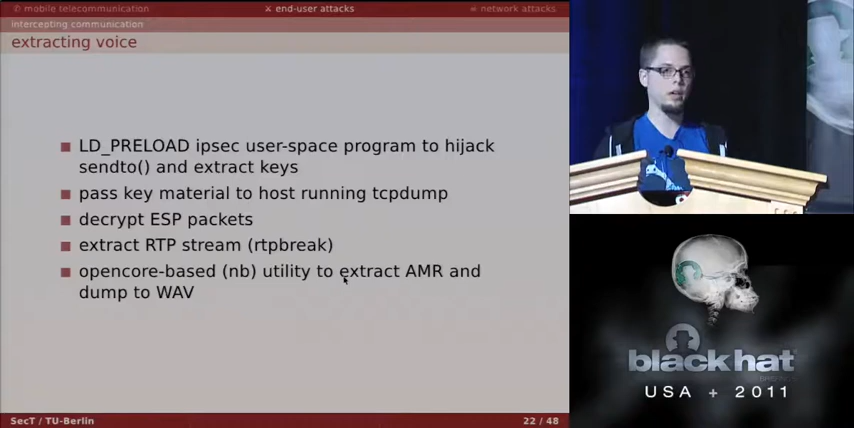 mobile telecommunication
end-user attacks
network attacks
intercepting communication
extracting voice
LD_PRELOAD ipsec user-space program to hijack
sendto() and extract keys
pass key material to host running tcpdump
decrypt ESP packets
extract RTP stream (rtpbreak)
opencore-based (nb) utility to extract AMR and
dump to WAV
SecT / TU-Berlin
22 / 48
black hat
USA + 2011